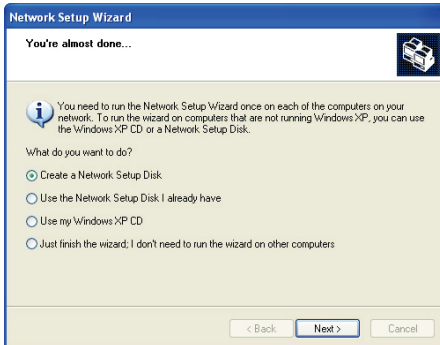 Network Setup Wizard
You're almost done...
You need to run the Network Setup Wizard once on each of the computers on your
network. To run the wizard on computers that are not running Windows XP, you can use
the Windows XP CD or a Network Setup Disk.
What do you want to do?
Create a Network Setup Disk
Use the Network Setup Disk I already have
Use my Windows XP CD
Just finish the wizard; I don't need to run the wizard on other computers
< Back Next > Cancel